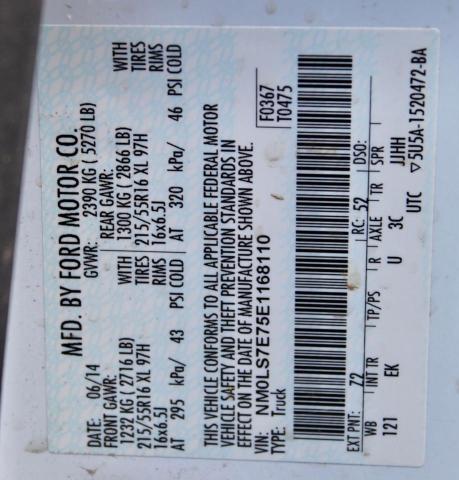 MFD. BY FORD MOTOR CO.
DATE: 06/14 GVWR: 2390 KG ( 5270 LB)
FRONT GAWR: REAR GAWR:
1232 KG (2716 LB) WITH 1300 KG (2866 LB) WITH
215/55R16 XL 97H TIRES 215/55R16 XL 97H TIRES
16x6.5J RIMS 16x6.5J RIMS
AT 295 kPa/ 43 PSI COLD AT 320 kPa/ 46 PSI COLD
THIS VEHICLE CONFORMS TO ALL APPLICABLE FEDERAL MOTOR
VEHICLE SAFETY AND THEFT PREVENTION STANDARDS IN
EFFECT ON THE DATE OF MANUFACTURE SHOWN ABOVE.
VIN: NM0LS7E75E1168110 F0367
TYPE: Truck T0475
EXT PNT: Z2 RC: 52 DSO:
WB INT TR TP/PS R AXLE TR SPR
121 EK U 3C JJHH
UTC ▽5U5A-1520472-BA